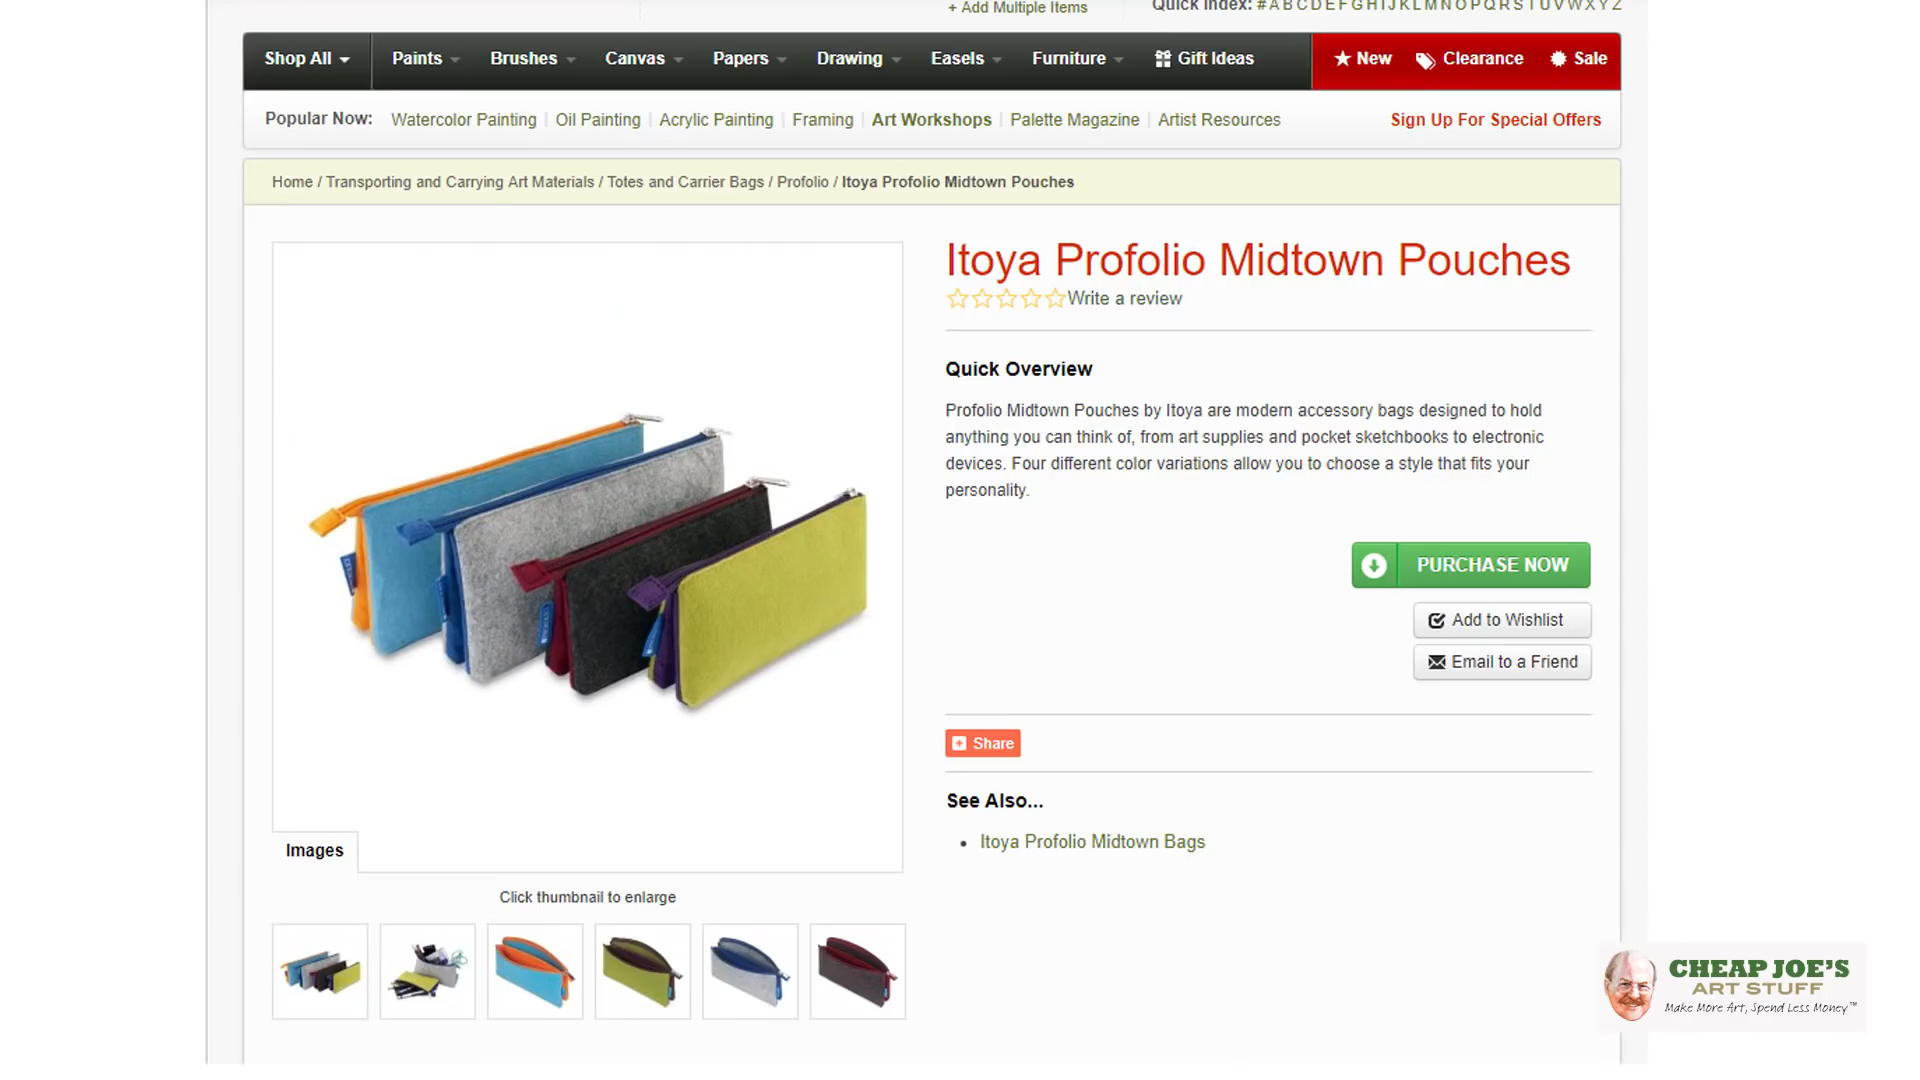 + Add Multiple Items
Quick Index: # A B C D E F G H I J K L M N O P Q R S T U V W X Y Z
Shop All Paints Brushes Canvas Papers Drawing Easels Furniture Gift Ideas New Clearance Sale
Popular Now: Watercolor Painting Oil Painting Acrylic Painting Framing Art Workshops Palette Magazine Artist Resources Sign Up For Special Offers
Home / Transporting and Carrying Art Materials / Totes and Carrier Bags / Profolio / Itoya Profolio Midtown Pouches
Itoya Profolio Midtown Pouches
Write a review
Quick Overview
Profolio Midtown Pouches by Itoya are modern accessory bags designed to hold
anything you can think of, from art supplies and pocket sketchbooks to electronic
devices. Four different color variations allow you to choose a style that fits your
personality.
PURCHASE NOW
Add to Wishlist
Email to a Friend
Share
See Also...
Itoya Profolio Midtown Bags
Images
Click thumbnail to enlarge
CHEAP JOE'S
ART STUFF
Make More Art, Spend Less Money™